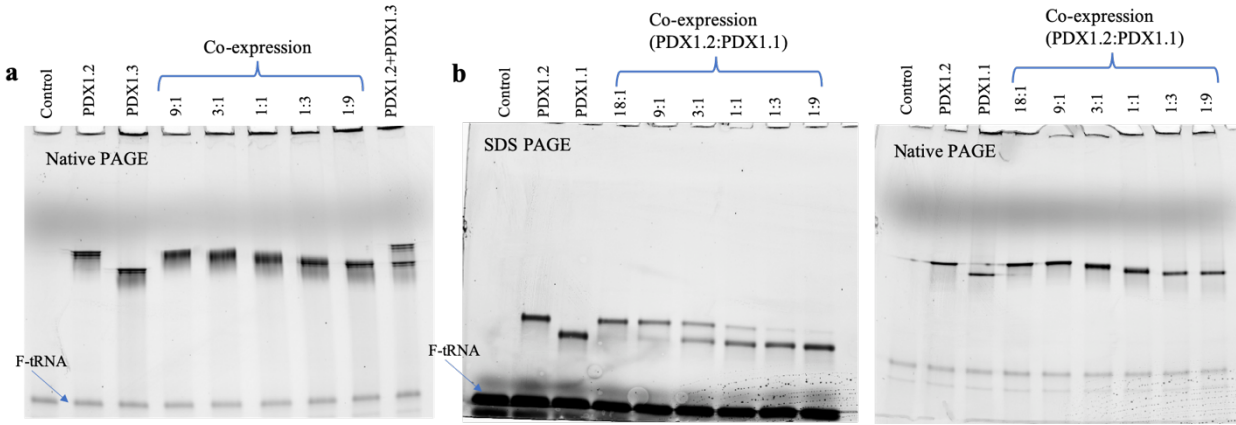 a
Co-expression
Control
PDX1.2
PDX1.3
9:1
3:1
1:1
1:3
1:9
PDX1.2+PDX1.3
Native PAGE
F-tRNA
b
Co-expression
(PDX1.2:PDX1.1)
Control
PDX1.2
PDX1.1
18:1
9:1
3:1
1:1
1:3
1:9
SDS PAGE
F-tRNA
Co-expression
(PDX1.2:PDX1.1)
Control
PDX1.2
PDX1.1
18:1
9:1
3:1
1:1
1:3
1:9
Native PAGE